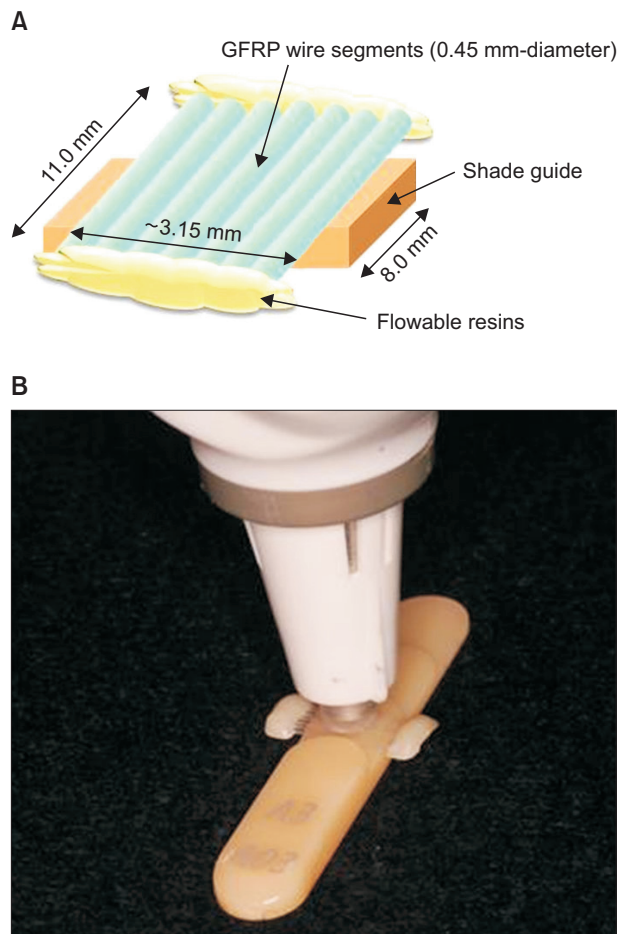 A
GFRP wire segments (0.45 mm-diameter)
11.0 mm
Shade guide
~3.15 mm
8.0 mm
Flowable resins
B
A3